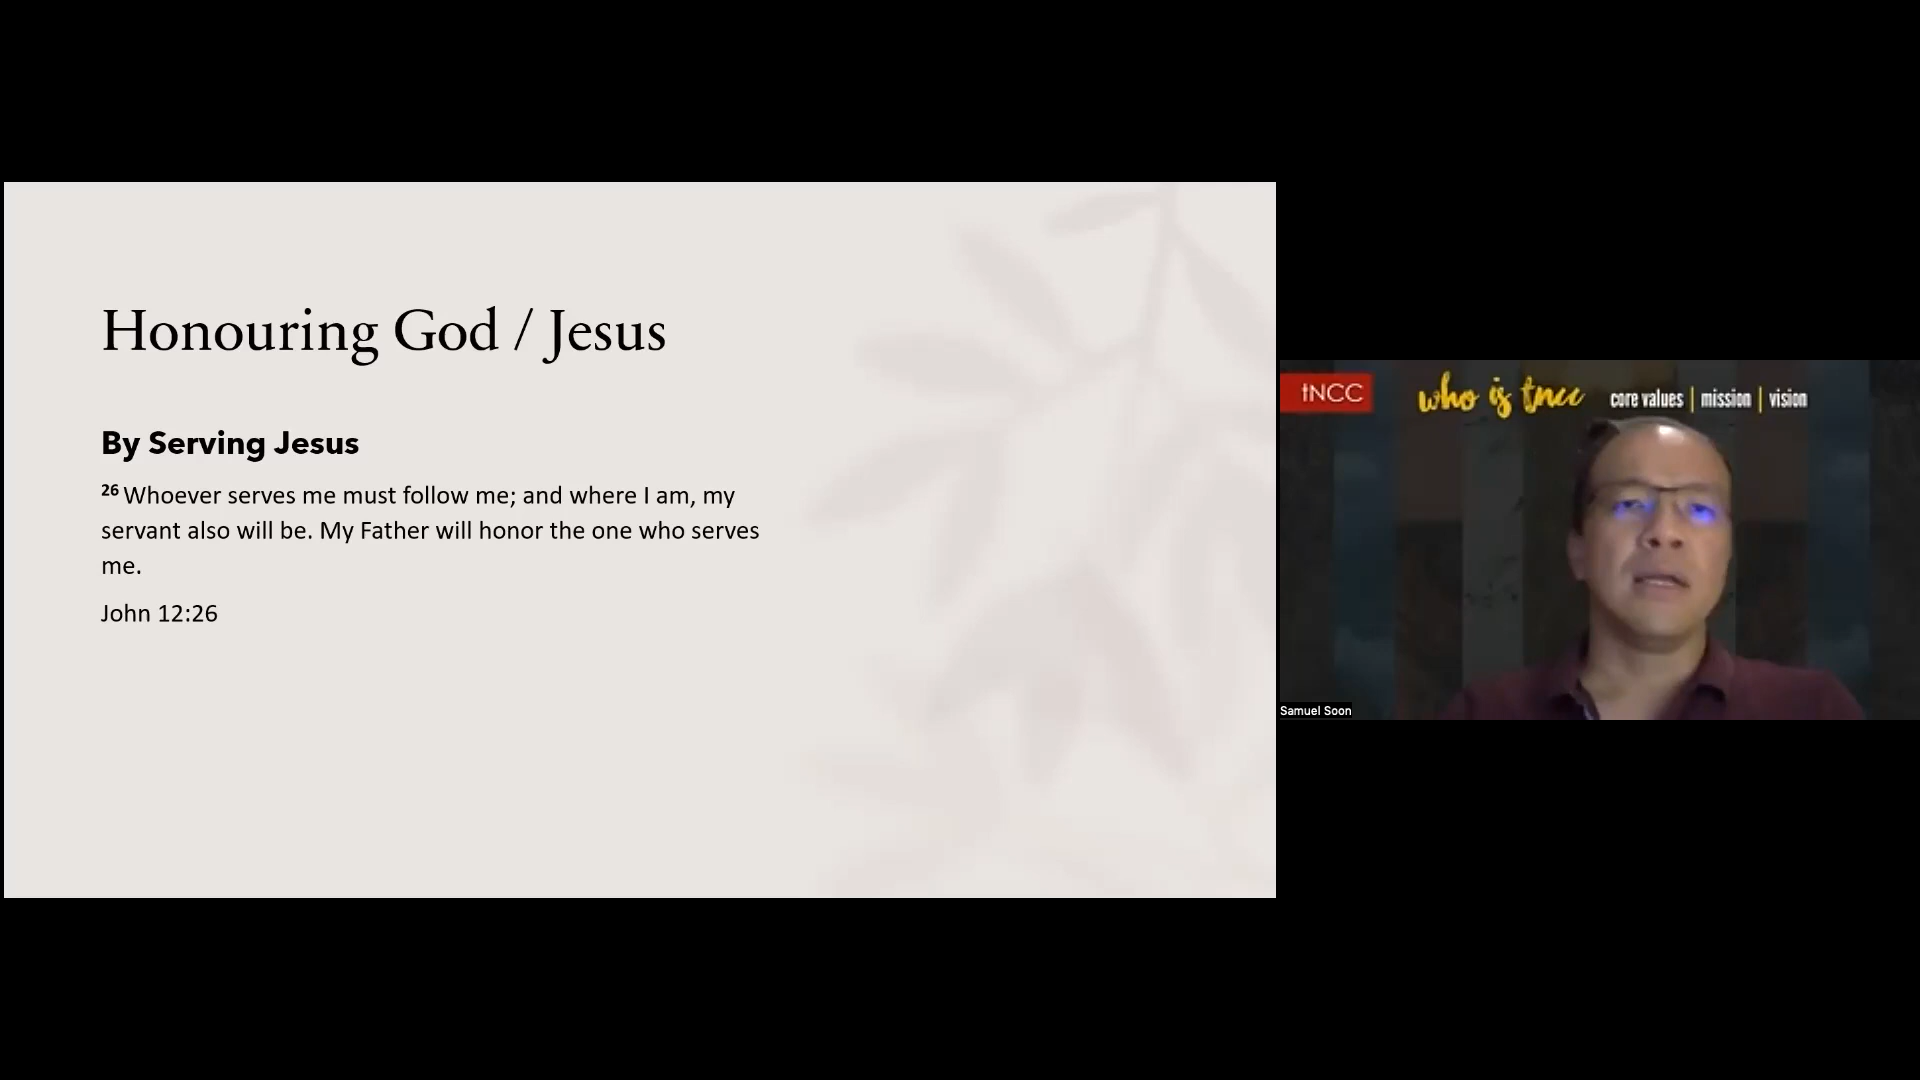 Honouring God / Jesus
By Serving Jesus
26 Whoever serves me must follow me; and where I am, my
servant also will be. My Father will honor the one who serves
me.
John 12:26
tNCC
who is tncc core values | mission | vision
Samuel Soon